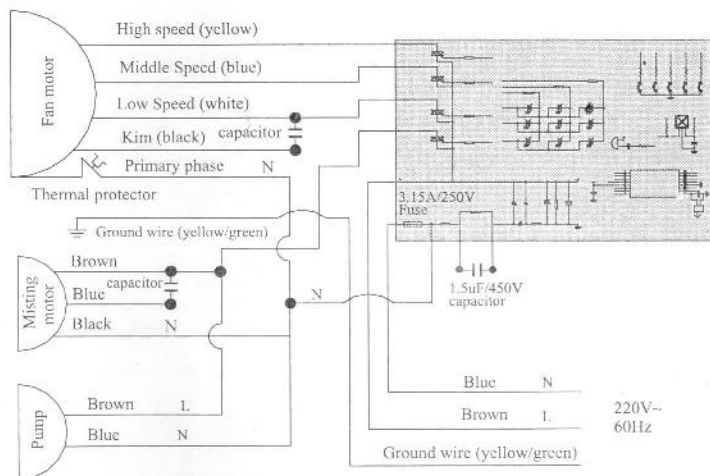 Fan motor
High speed (yellow)
Middle Speed (blue)
Low Speed (white)
capacitor
Kim (black)
Primary phase N
Thermal protector
3.15A/250V
Fuse
Ground wire (yellow/green)
Misting motor
Brown
capacitor
Blue
Black N
N
1.5uF/450V
capacitor
Pump
Brown L
Blue N
Blue N
Brown L
220V~
60Hz
Ground wire (yellow/green)